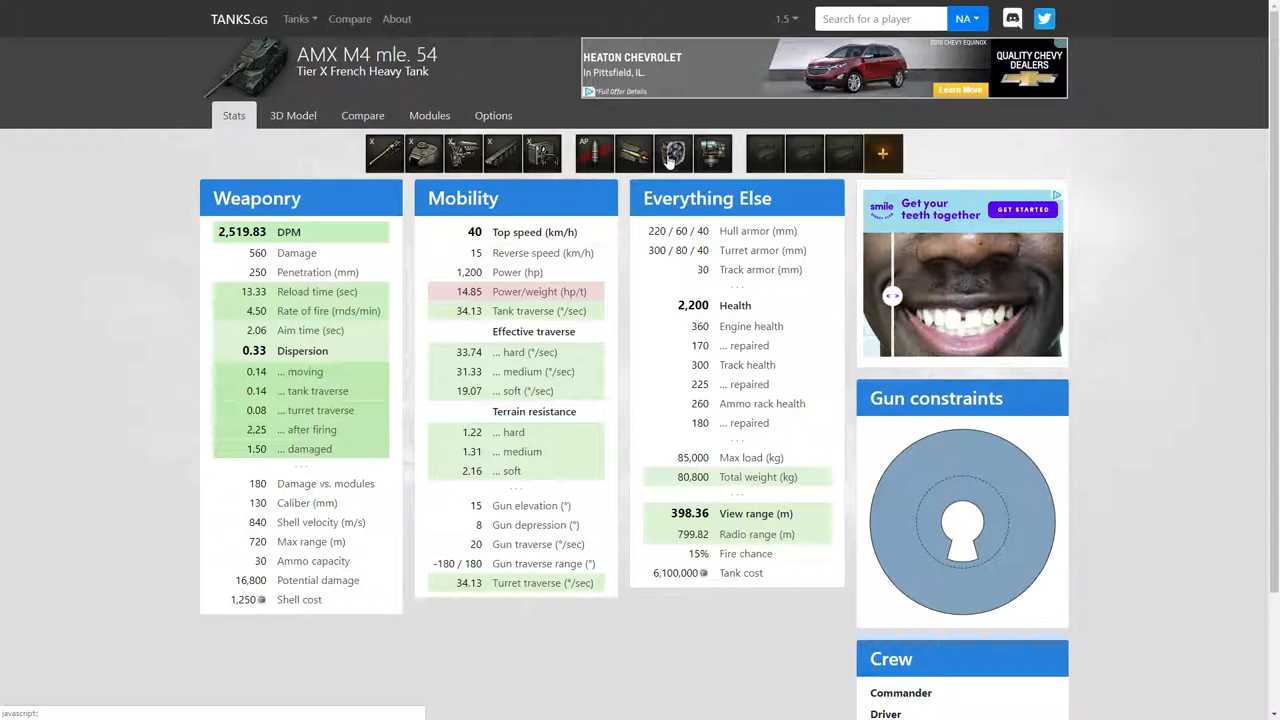 TANKS.GG
Tanks
Compare
About
1.5
Search for a player
NA
AMX M4 mle. 54
Tier X French Heavy Tank
HEATON CHEVROLET
In Pittsfield, IL.
*Full Offer Details
2020 CHEVY EQUINOX
QUALITY CHEVY
DEALERS
Learn More
Stats
3D Model
Compare
Modules
Options
X
X
X
X
X
AP
Weaponry
2,519.83 DPM
560 Damage
250 Penetration (mm)
13.33 Reload time (sec)
4.50 Rate of fire (rnds/min)
2.06 Aim time (sec)
0.33 Dispersion
0.14 ... moving
0.14 ... tank traverse
0.08 ... turret traverse
2.25 ... after firing
1.50 ... damaged
...
180 Damage vs. modules
130 Caliber (mm)
840 Shell velocity (m/s)
720 Max range (m)
30 Ammo capacity
16,800 Potential damage
1,250 Shell cost
Mobility
40 Top speed (km/h)
15 Reverse speed (km/h)
1,200 Power (hp)
14.85 Power/weight (hp/t)
34.13 Tank traverse (°/sec)
Effective traverse
33.74 ... hard (°/sec)
31.33 ... medium (°/sec)
19.07 ... soft (°/sec)
Terrain resistance
1.22 ... hard
1.31 ... medium
2.16 ... soft
...
15 Gun elevation (°)
8 Gun depression (°)
20 Gun traverse (°/sec)
-180 / 180 Gun traverse range (°)
34.13 Turret traverse (°/sec)
Everything Else
220 / 60 / 40 Hull armor (mm)
300 / 80 / 40 Turret armor (mm)
30 Track armor (mm)
...
2,200 Health
360 Engine health
170 ... repaired
300 Track health
225 ... repaired
260 Ammo rack health
180 ... repaired
...
85,000 Max load (kg)
80,800 Total weight (kg)
...
398.36 View range (m)
799.82 Radio range (m)
15% Fire chance
6,100,000 Tank cost
smile
DIRECT CLUB
Get your
teeth together
GET STARTED
Gun constraints
Crew
Commander
Driver
javascript:;